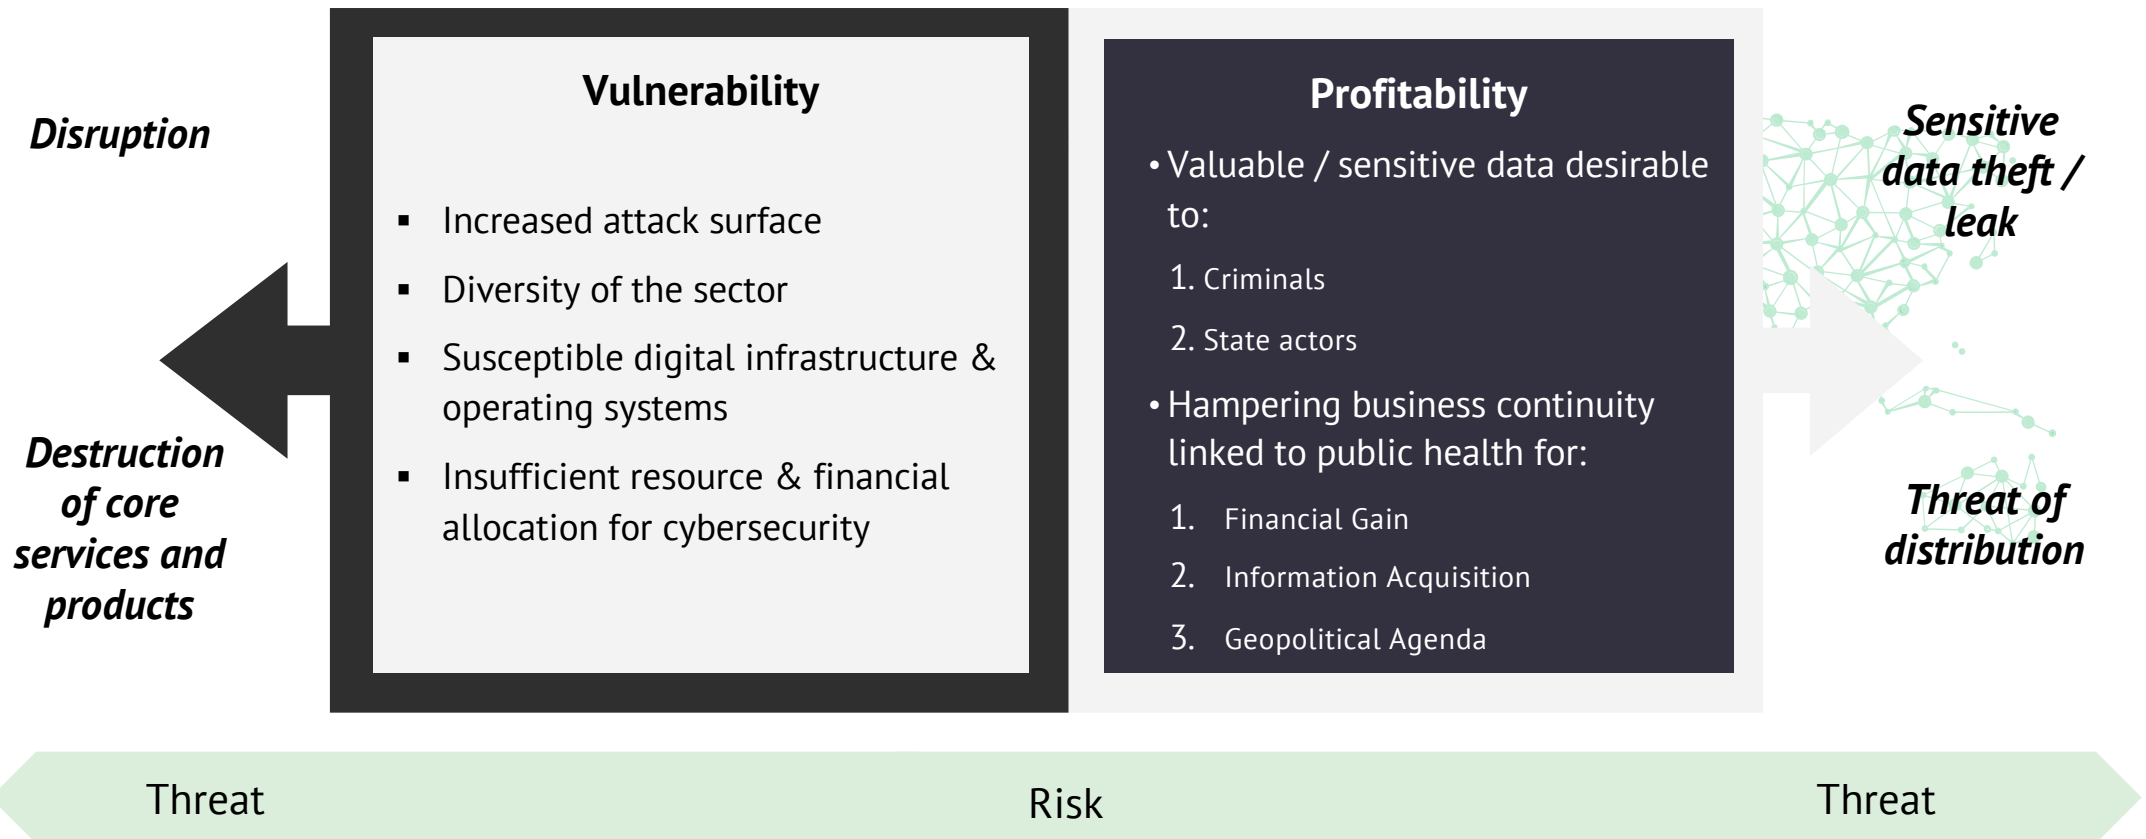 Disruption
Destruction
of core
services and
products
Vulnerability
▪ Increased attack surface
▪ Diversity of the sector
▪ Susceptible digital infrastructure &
operating systems
▪ Insufficient resource & financial
allocation for cybersecurity
Profitability
• Valuable / sensitive data desirable
to:
1. Criminals
2. State actors
• Hampering business continuity
linked to public health for:
1. Financial Gain
2. Information Acquisition
3. Geopolitical Agenda
Sensitive
data theft /
leak
Threat of
distribution
Threat
Risk
Threat